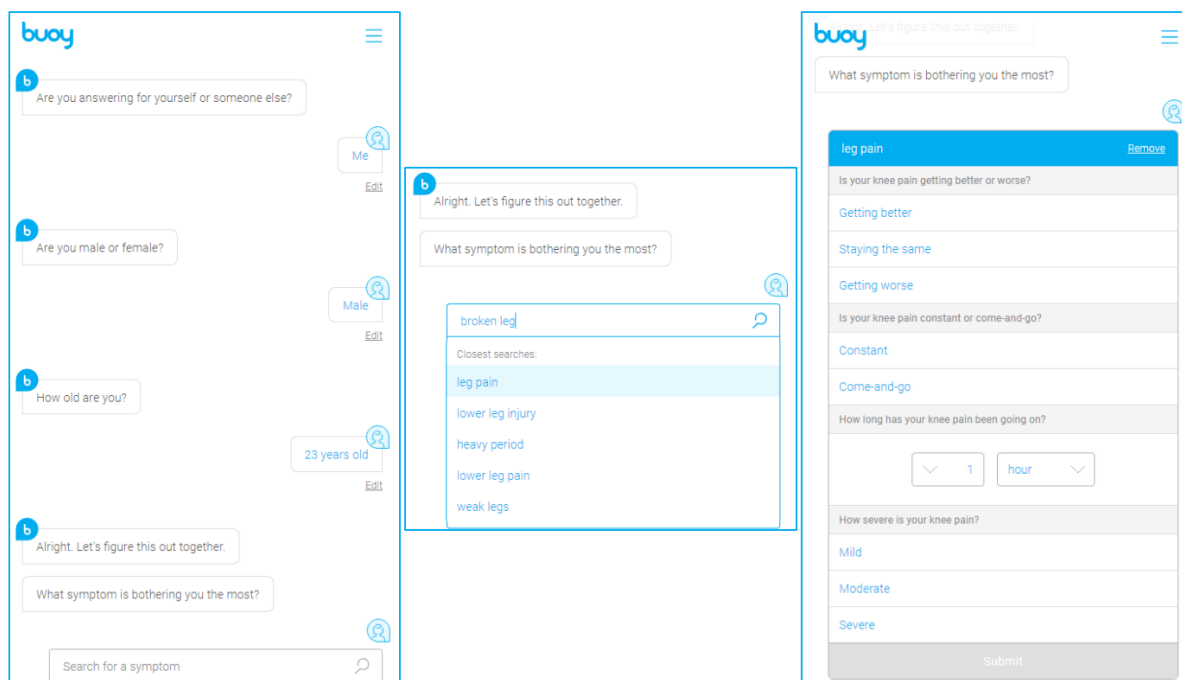 buoy
Are you answering for yourself or someone else?
Me
Edit
Are you male or female?
Male
Edit
How old are you?
23 years old
Edit
Alright. Let's figure this out together.
What symptom is bothering you the most?
Search for a symptom
b
Alright. Let's figure this out together.
What symptom is bothering you the most?
broken leg
Closest searches:
leg pain
lower leg injury
heavy period
lower leg pain
weak legs
buoy
Alright. Let's figure this out together.
What symptom is bothering you the most?
leg pain Remove
Is your knee pain getting better or worse?
Getting better
Staying the same
Getting worse
Is your knee pain constant or come-and-go?
Constant
Come-and-go
How long has your knee pain been going on?
1 hour
How severe is your knee pain?
Mild
Moderate
Severe
Submit